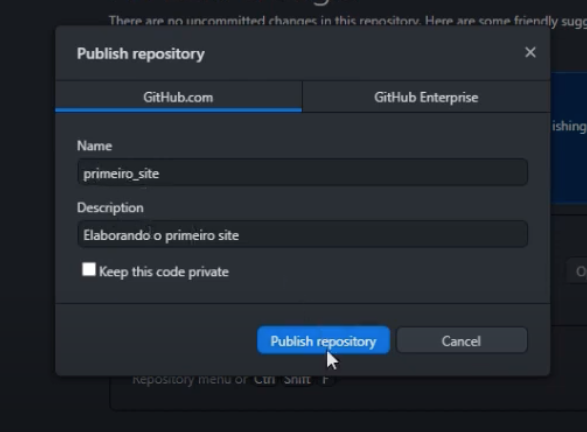 There are no uncommitted changes in this repository. Here are some friendly sugg
Publish repository
GitHub.com
GitHub Enterprise
ishing
Name
primeiro_site
Description
Elaborando o primeiro site
Keep this code private
Publish repository
Cancel
Repository menu or Ctrl Shift F